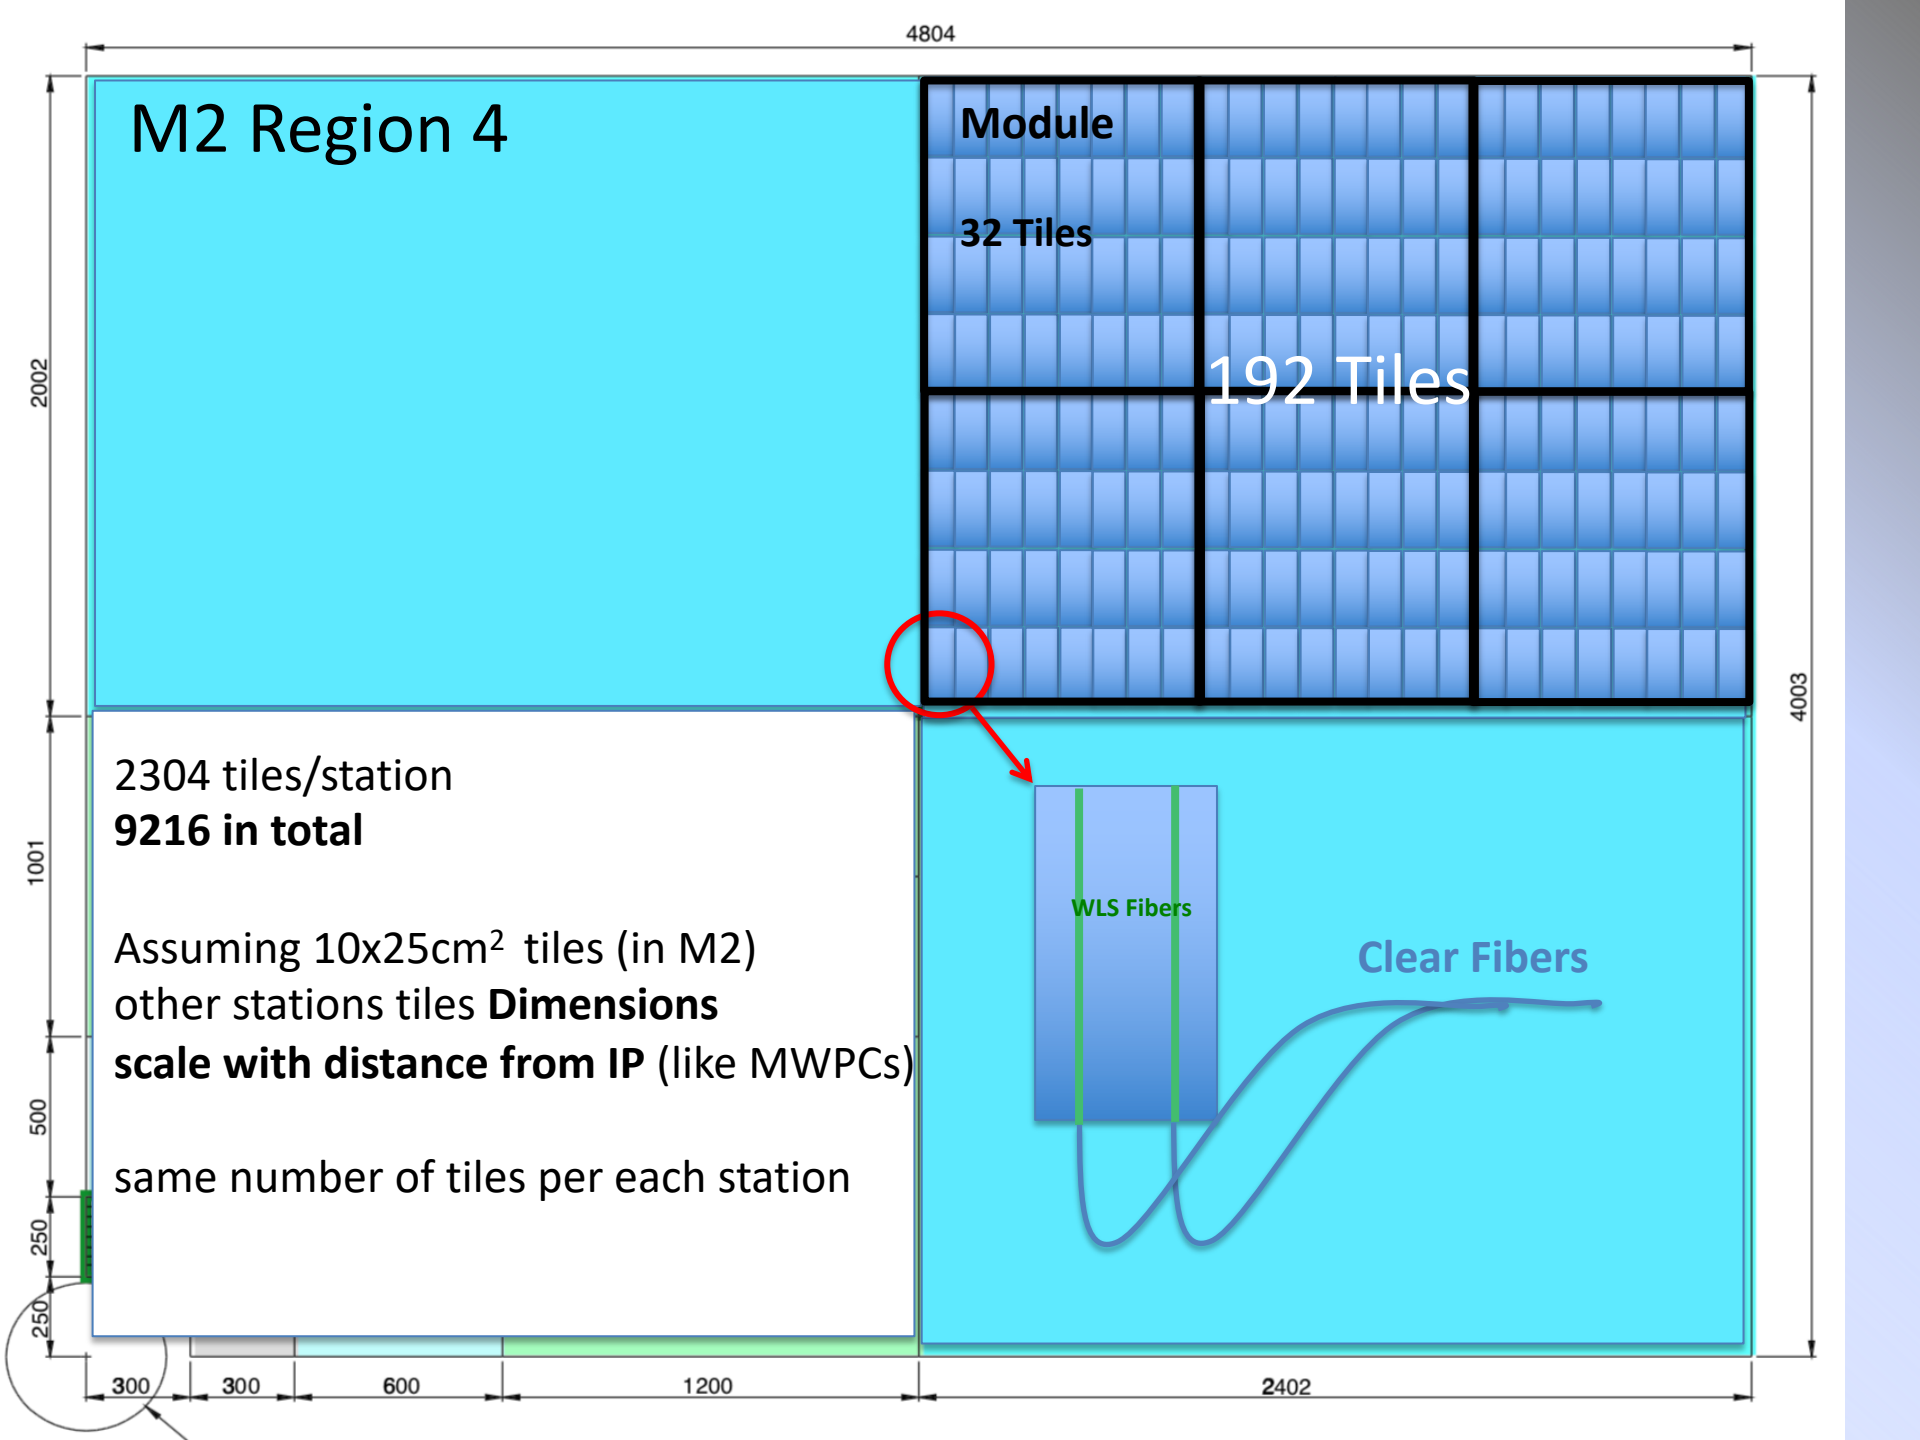 4804
M2 Region 4
Module
32 Tiles
192 Tiles
2002
4003
2304 tiles/station
9216 in total
1001
Assuming 10x25cm² tiles (in M2)
other stations tiles Dimensions
scale with distance from IP (like MWPCs)
same number of tiles per each station
WLS Fibers
Clear Fibers
500
250
250
300
300
600
1200
2402